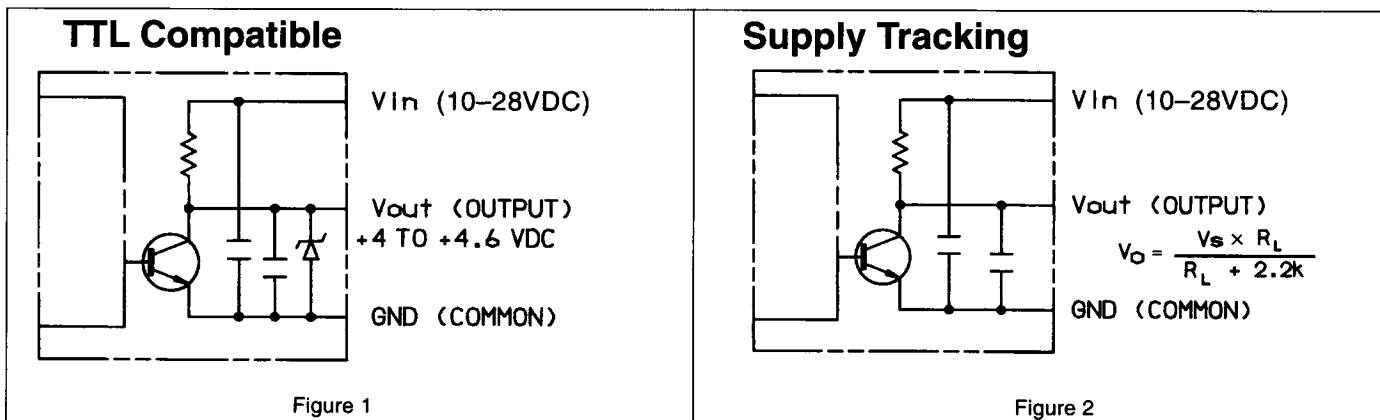 TTL Compatible
VIn (10–28VDC)
Vout (OUTPUT)
+4 TO +4.6 VDC
GND (COMMON)
Figure 1
Supply Tracking
VIn (10–28VDC)
Vout (OUTPUT)
Vo = Vs × RL / RL + 2.2k
GND (COMMON)
Figure 2